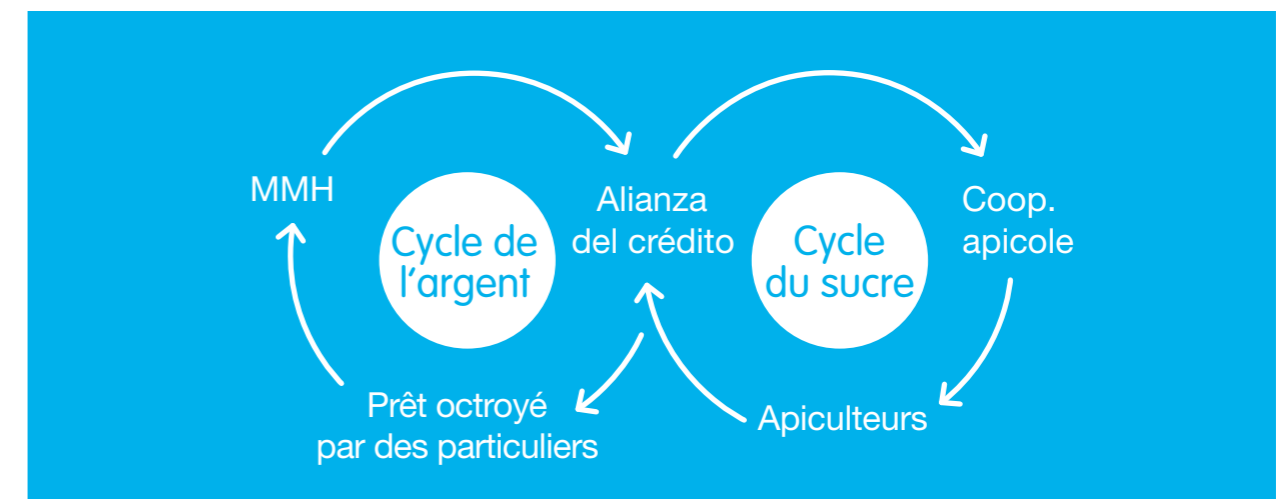 MMH
Cycle de
l'argent
Alianza
del crédito
Cycle
du sucre
Coop.
apicole
Prêt octroyé
par des particuliers
Apiculteurs